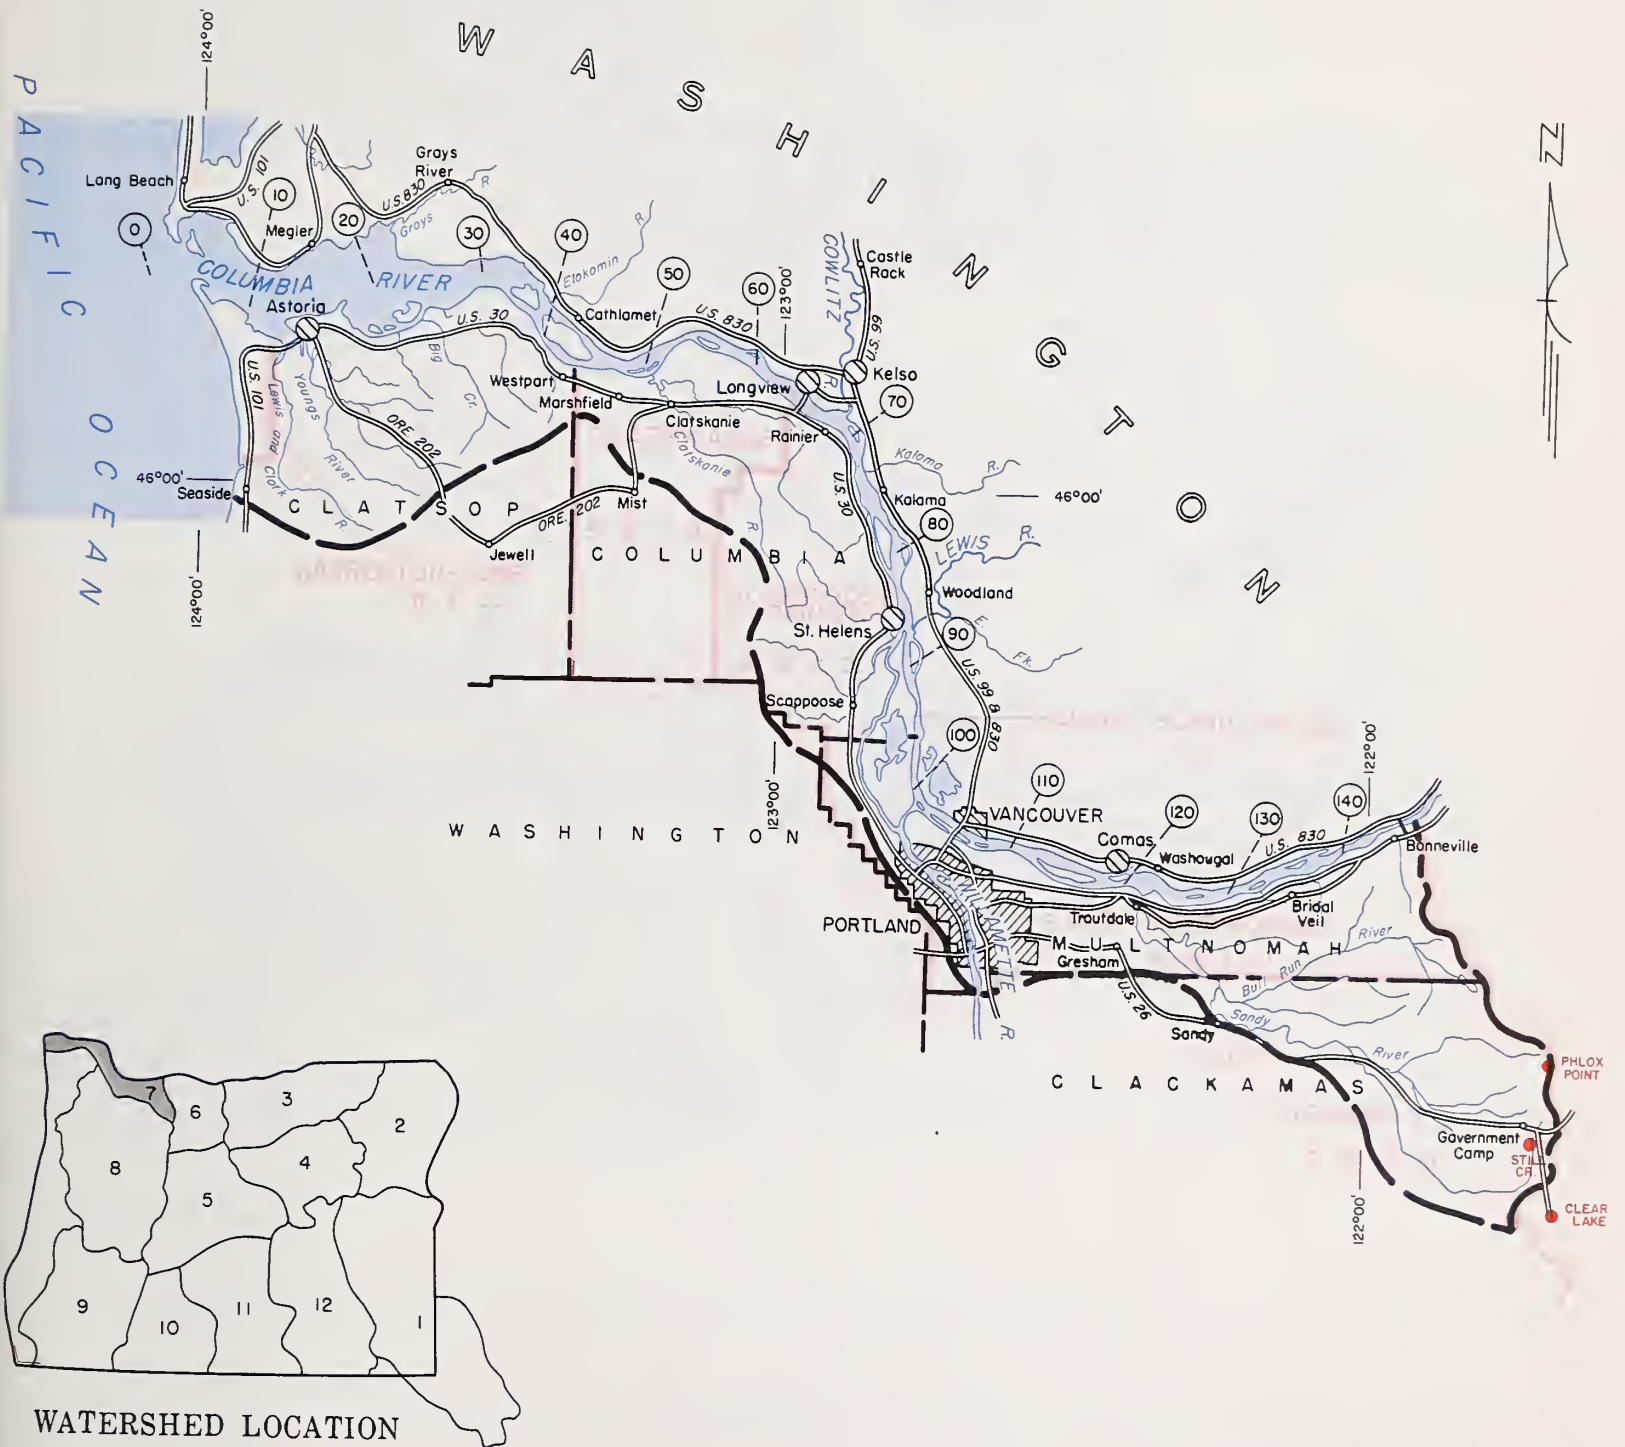 WASHINGTON
PACIFIC OCEAN
124°00'
N
Long Beach
U.S. 101
Grays
River
R.
U.S. 830
Grays
0
10
20
30
40
50
60
Megler
COLUMBIA RIVER
Elokomin R.
123°00'
COWLITZ
R.
Castle
Rock
U.S. 99
Astoria
U.S. 30
Cathlamet
U.S. 830
Big Cr.
Westport
Marshfield
Longview
Kelso
70
Clatskanie
Rainier
U.S. 101
Lewis and Clark R.
Youngs River
ORE. 202
Clatskanie R.
Kalama R.
46°00'
Seaside
CLATSOP
ORE. 202
Mist
U.S. 30
Kalama
46°00'
80
Jewell
COLUMBIA
LEWIS R.
124°00'
Woodland
St. Helens
90
E. Fk.
U.S. 99 & 830
Scappoose
100
123°00'
WASHINGTON
VANCOUVER
110
120
130
140
122°00'
Camas
Washougal
U.S. 830
Bonneville
PORTLAND
WILLAMETTE R.
Troutdale
Bridal
Veil
MULTNOMAH
Gresham
Bull Run River
U.S. 26
Sandy
Sandy River
CLACKAMAS
PHLOX
POINT
Government
Camp
STILL
CR.
CLEAR
LAKE
122°00'
7
6
3
2
8
4
5
9
10
11
12
1
WATERSHED LOCATION